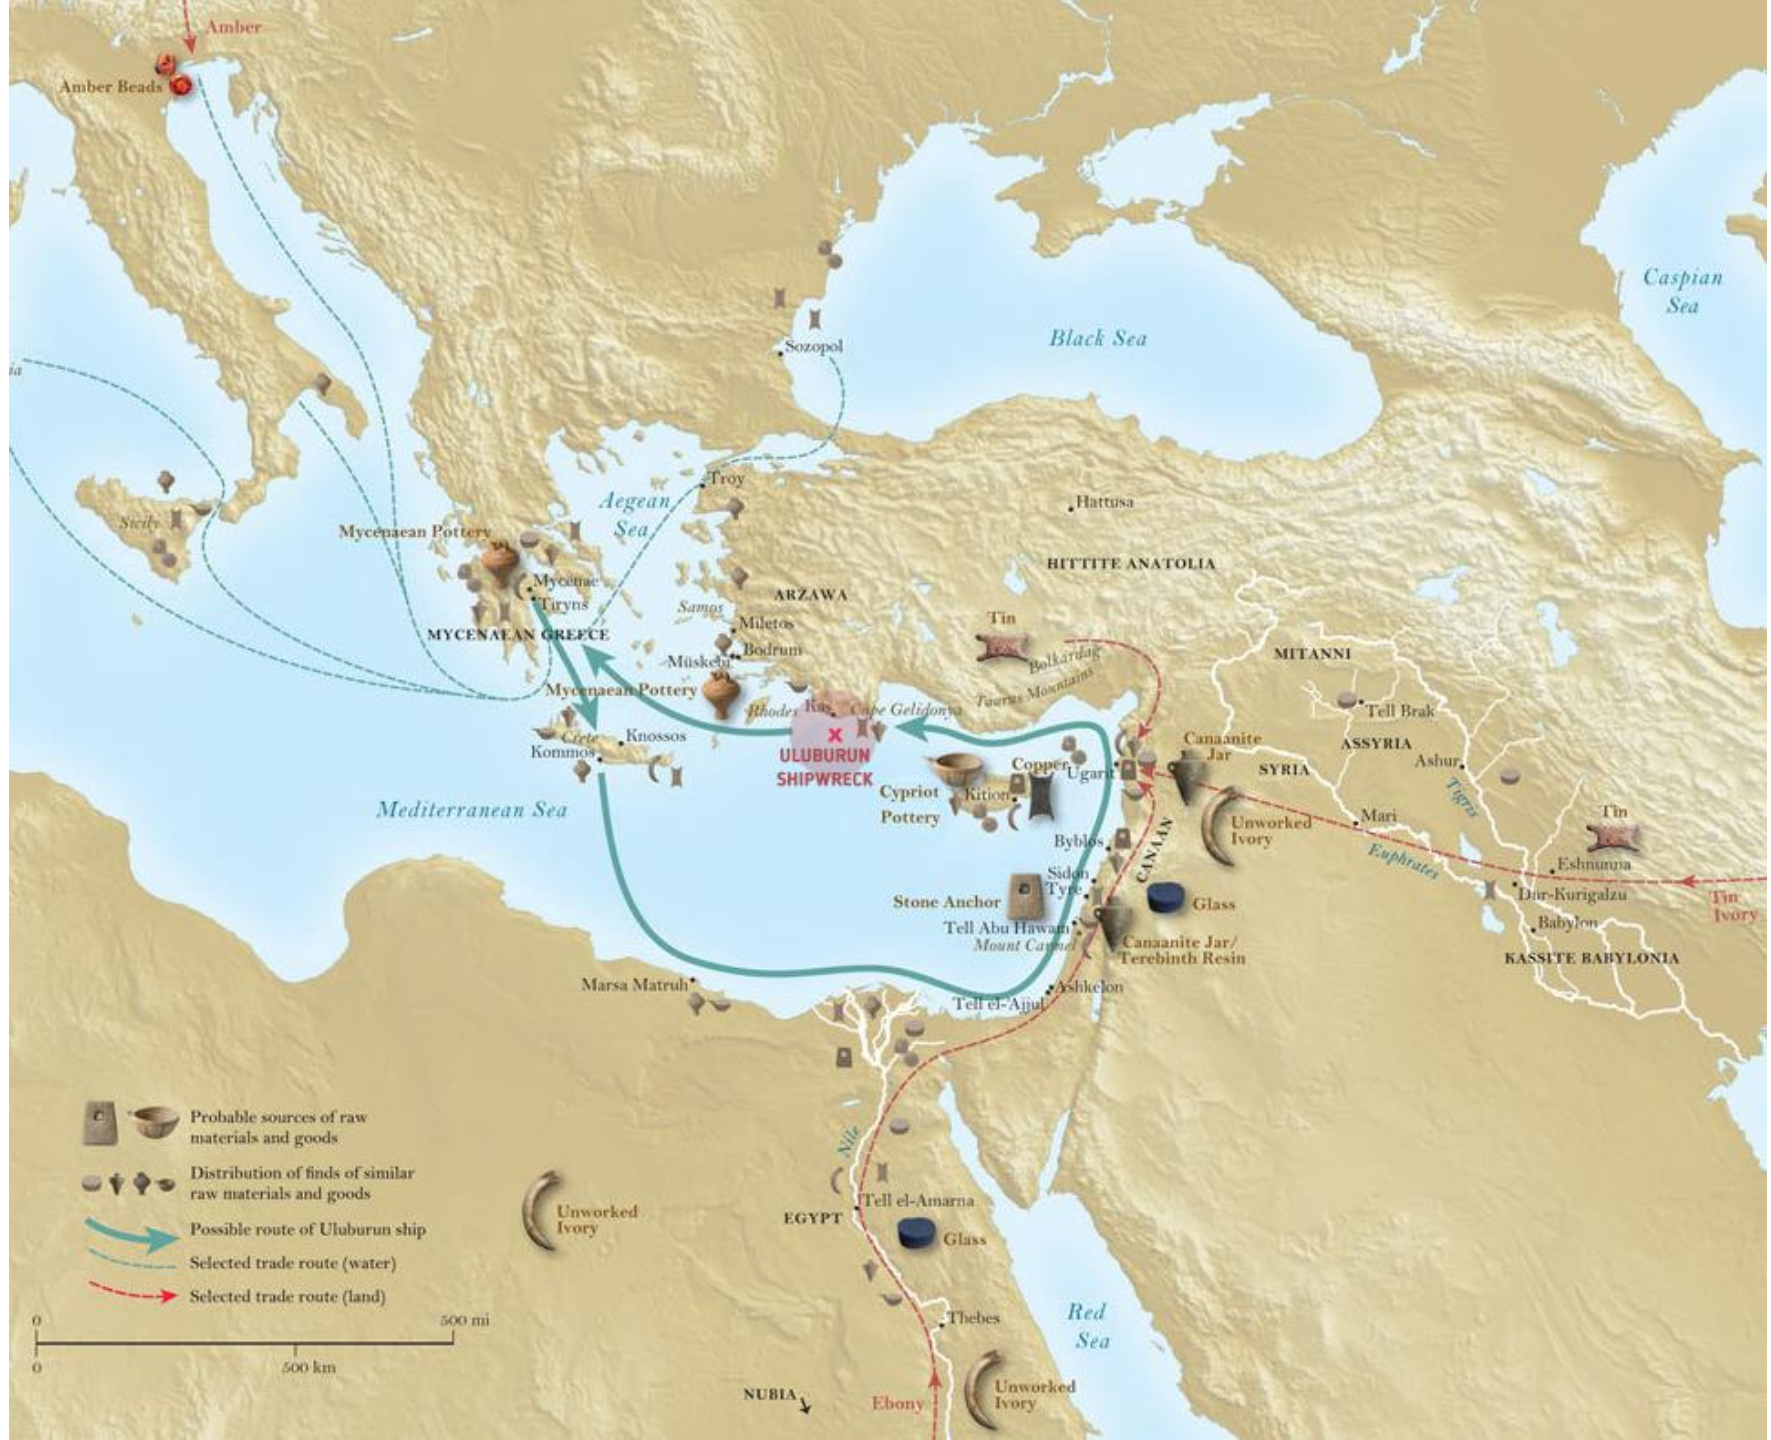 Amber
Amber Beads
Caspian
Sea
Black Sea
Sozopol
ia
Troy
Aegean
Sea
Hattusa
Sicily
Mycenaean Pottery
HITTITE ANATOLIA
Mycenae
Tiryns
ARZAWA
Samos
Tin
Miletos
MYCENAEAN GREECE
Bodrum
Müskebi
Bolkardag
Taurus Mountains
MITANNI
Mycenaean Pottery
Rhodes
Kaş
Cape Gelidonya
Tell Brak
Crete
Knossos
Kommos
ULUBURUN
SHIPWRECK
Canaanite
Jar
ASSYRIA
Ashur
SYRIA
Copper
Ugarit
Cypriot
Pottery
Kition
Tigris
Mediterranean Sea
Unworked
Ivory
Mari
Tin
Byblos
CANAAN
Euphrates
Eshnunna
Sidon
Tyre
Dur-Kurigalzu
Tin
Ivory
Stone Anchor
Glass
Tell Abu Hawam
Mount Carmel
Babylon
Canaanite Jar/
Terebinth Resin
KASSITE BABYLONIA
Marsa Matruh
Ashkelon
Tell el-Ajjul
Probable sources of raw
materials and goods
Distribution of finds of similar
raw materials and goods
Possible route of Uluburun ship
Selected trade route (water)
Selected trade route (land)
0
500 mi
0
500 km
Nile
Unworked
Ivory
Tell el-Amarna
EGYPT
Glass
Thebes
Red
Sea
Unworked
Ivory
NUBIA
Ebony